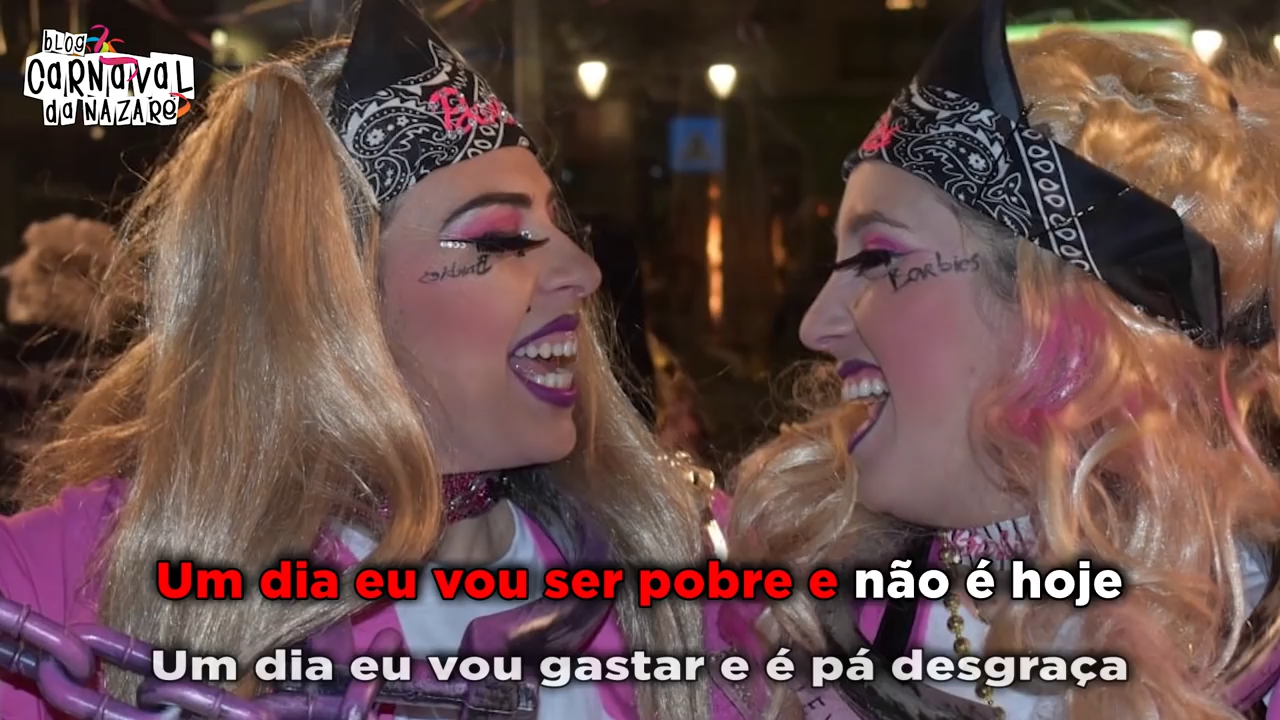 BLOG
CARNAVAL
da NAZARÉ
Barbies
Barbies
Um dia eu vou ser pobre e não é hoje
Um dia eu vou gastar e é pá desgraça